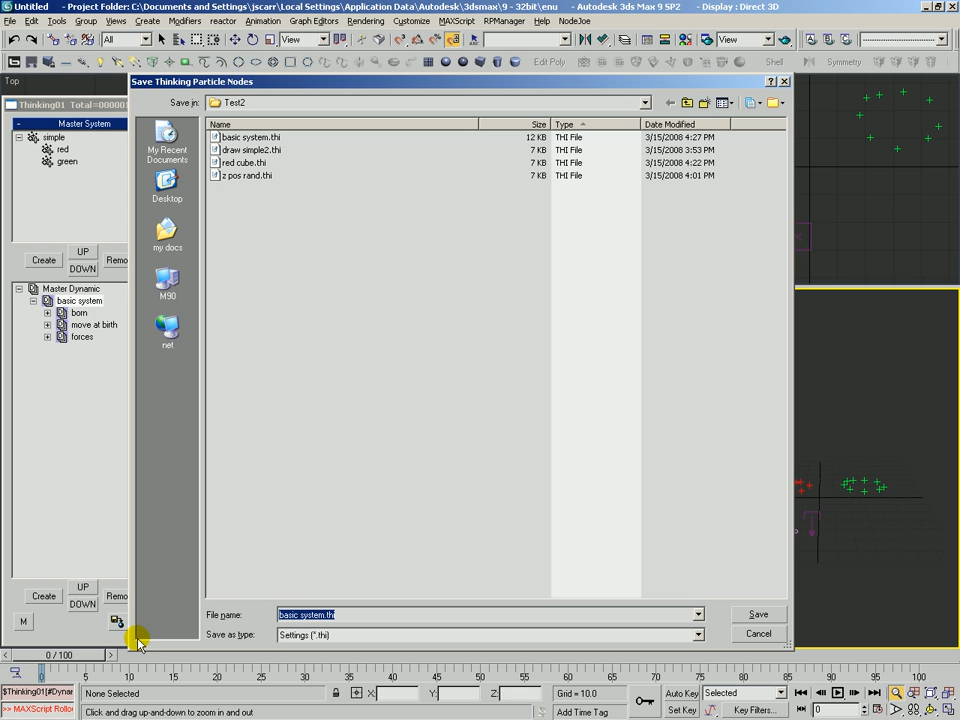 Untitled - Project Folder: C:\Documents and Settings\jscarr\Local Settings\Application Data\Autodesk\3dsmax\9 - 32bit\enu - Autodesk 3ds Max 9 SP2 - Display : Direct 3D
File Edit Tools Group Views Create Modifiers reactor Animation Graph Editors Rendering Customize MAXScript RPManager Help NodeJoe
All View View
Edit Poly Shell Symmetry
Top
Save Thinking Particle Nodes
Save in: Test2
Thinking01 Total=000001
Master System
simple
red
green
Create UP DOWN Remo
Master Dynamic
basic system
born
move at birth
forces
Create UP DOWN Remo
M
My Recent Documents
Desktop
my docs
M90
net
Name Size Type Date Modified
basic system.thi 12 KB THI File 3/15/2008 4:27 PM
draw simple2.thi 7 KB THI File 3/15/2008 3:53 PM
red cube.thi 7 KB THI File 3/15/2008 4:22 PM
z pos rand.thi 7 KB THI File 3/15/2008 4:01 PM
File name: basic system.thi Save
Save as type: Settings (*.thi) Cancel
0 / 100
0 5 10 15 20 25 30 35 40 45 50 55 60 65 70 75 80 85 90 95 100
$Thinking01[#Dynar None Selected X: Y: Z: Grid = 10.0 Auto Key Selected
>> MAXScript Rollou Click and drag up-and-down to zoom in and out Add Time Tag Set Key Key Filters... 0